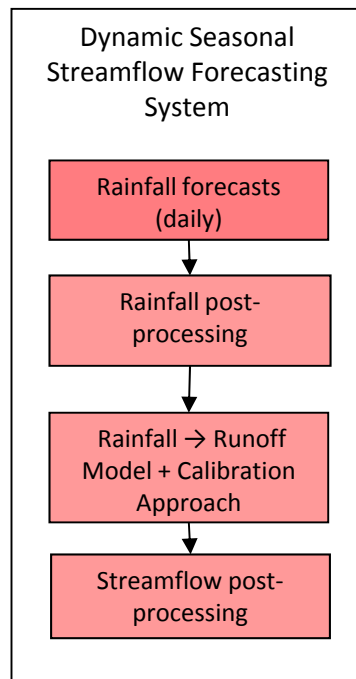 Dynamic Seasonal
Streamflow Forecasting
System
Rainfall forecasts
(daily)
Rainfall post-
processing
Rainfall → Runoff
Model + Calibration
Approach
Streamflow post-
processing